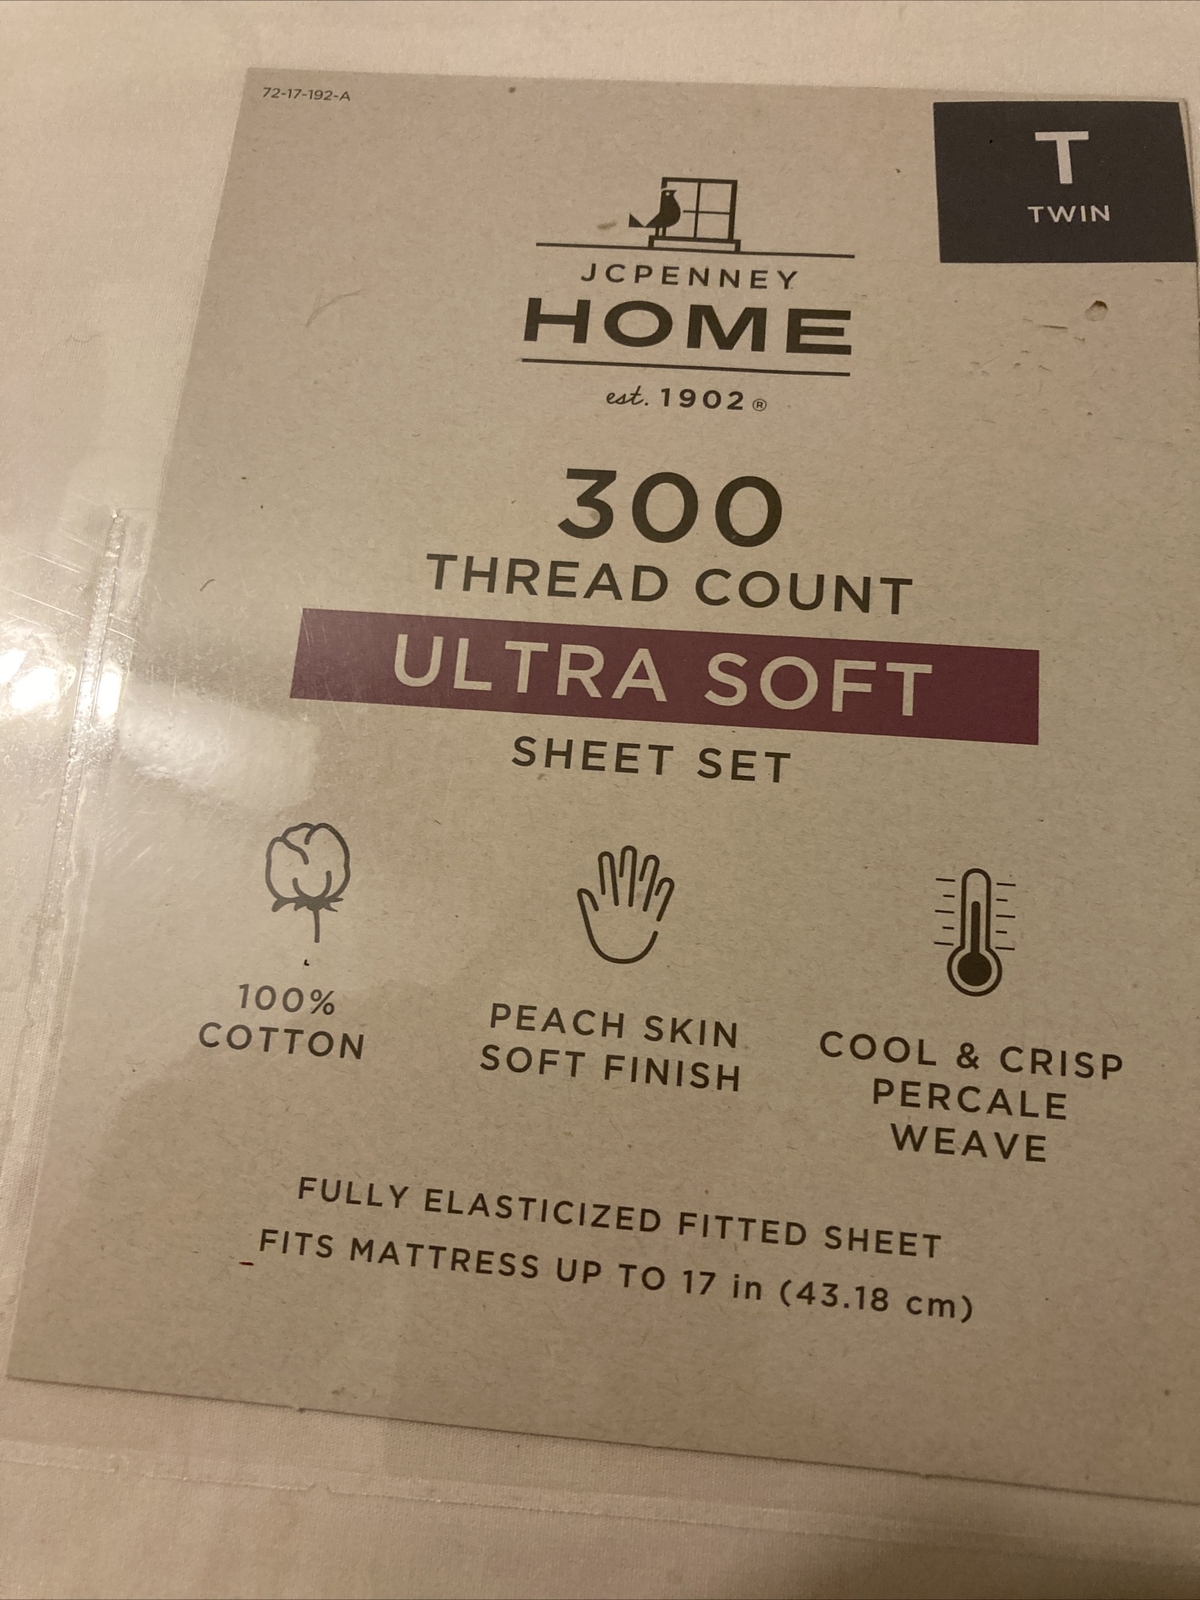 72-17-192-A
T
TWIN
JCPENNEY
HOME
est. 1902®
300
THREAD COUNT
ULTRA SOFT
SHEET SET
100%
COTTON
PEACH SKIN
SOFT FINISH
COOL & CRISP
PERCALE
WEAVE
FULLY ELASTICIZED FITTED SHEET
FITS MATTRESS UP TO 17 in (43.18 cm)